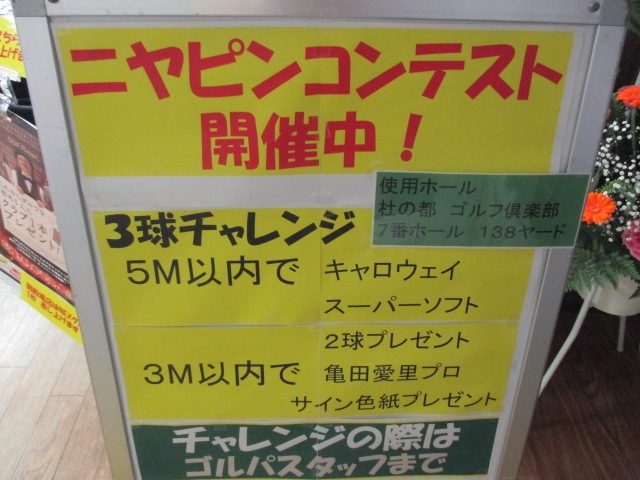 ニヤピンコンテスト
開催中！
使用ホール
杜の都 ゴルフ倶楽部
7番ホール 138ヤード
3球チャレンジ
5M以内で キャロウェイ
スーパーソフト
2球プレゼント
3M以内で 亀田愛里プロ
サイン色紙プレゼント
チャレンジの際は
ゴルパスタッフまで
プレゼント!